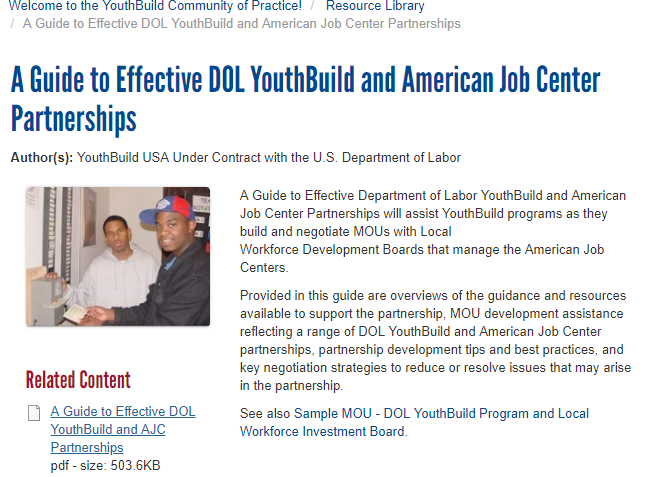 Welcome to the YouthBuild Community of Practice! / Resource Library
/ A Guide to Effective DOL YouthBuild and American Job Center Partnerships
A Guide to Effective DOL YouthBuild and American Job Center
Partnerships
Author(s): YouthBuild USA Under Contract with the U.S. Department of Labor
A Guide to Effective Department of Labor YouthBuild and American
Job Center Partnerships will assist YouthBuild programs as they
build and negotiate MOUs with Local
Workforce Development Boards that manage the American Job
Centers.
Provided in this guide are overviews of the guidance and resources
available to support the partnership, MOU development assistance
reflecting a range of DOL YouthBuild and American Job Center
partnerships, partnership development tips and best practices, and
key negotiation strategies to reduce or resolve issues that may arise
in the partnership.
See also Sample MOU - DOL YouthBuild Program and Local
Workforce Investment Board.
Related Content
A Guide to Effective DOL
YouthBuild and AJC
Partnerships
pdf - size: 503.6KB